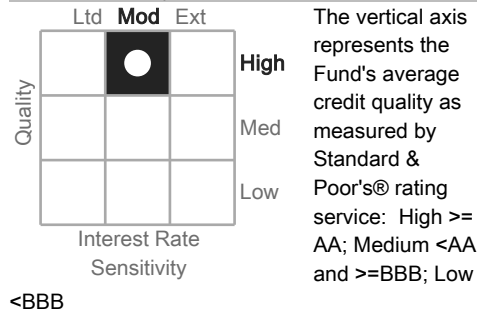 Ltd Mod Ext
High
Med
Low
Quality
Interest Rate
Sensitivity
The vertical axis
represents the
Fund's average
credit quality as
measured by
Standard &
Poor's® rating
service:  High >=
AA; Medium <AA
and >=BBB; Low
<BBB